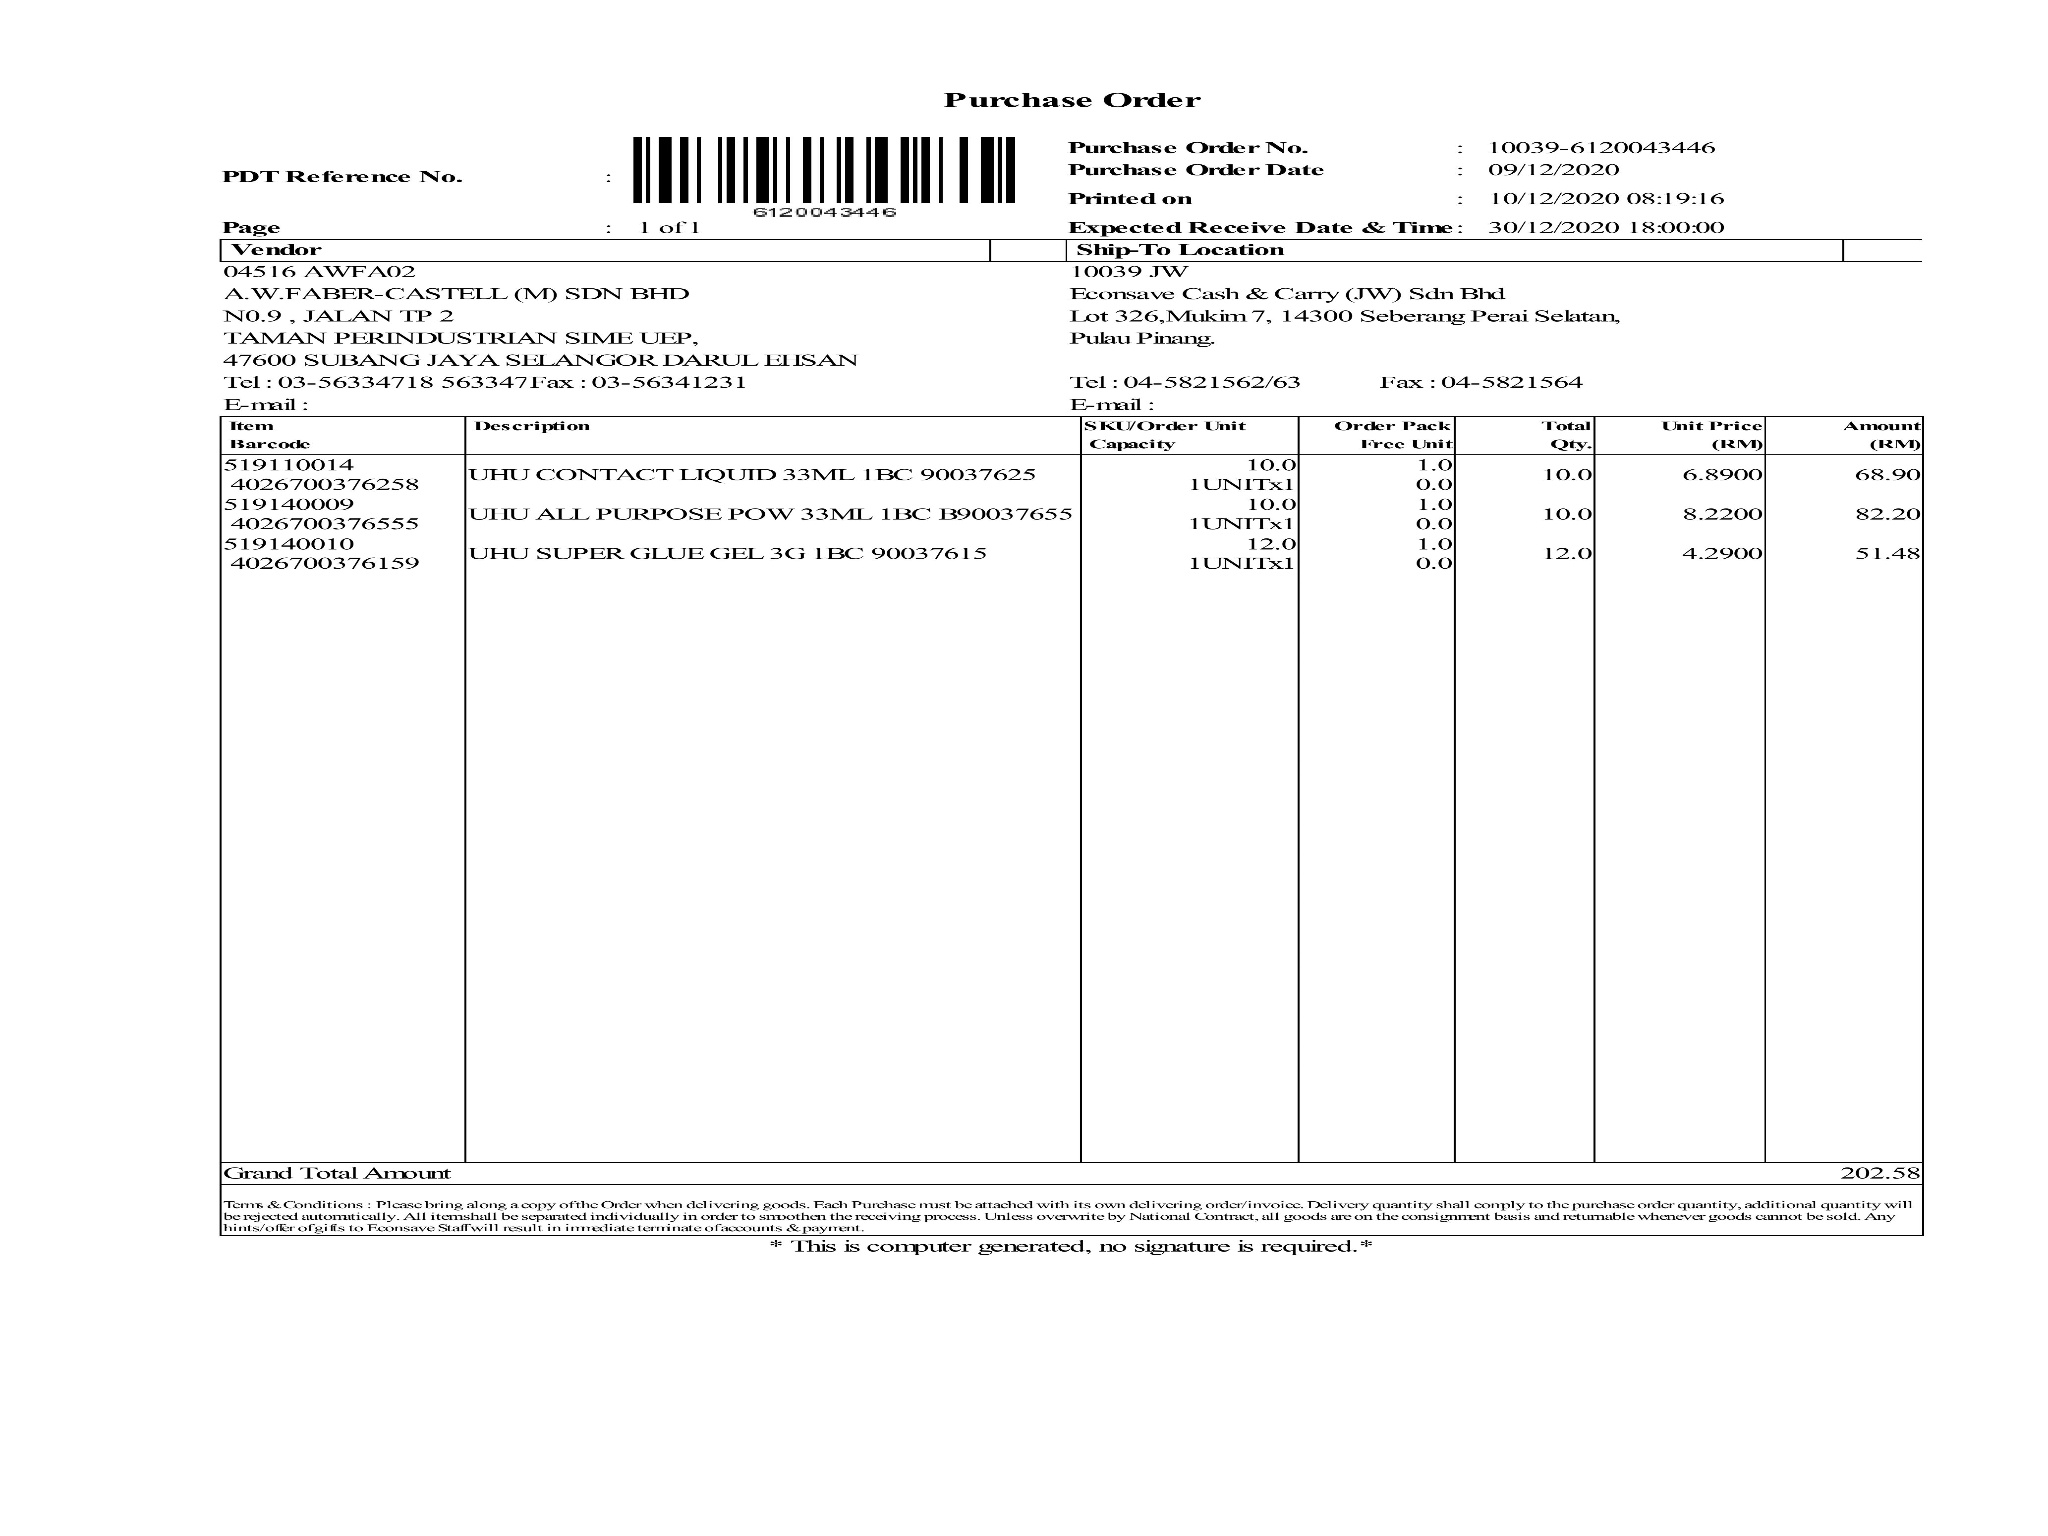 Purchase Order
PDT Reference No. :
6120043446
Page : 1 of 1
Purchase Order No. : 10039-6120043446
Purchase Order Date : 09/12/2020
Printed on : 10/12/2020 08:19:16
Expected Receive Date & Time : 30/12/2020 18:00:00
Vendor
04516 AWFA02
A.W.FABER-CASTELL (M) SDN BHD
N0.9 , JALAN TP 2
TAMAN PERINDUSTRIAN SIME UEP,
47600 SUBANG JAYA SELANGOR DARUL EHSAN
Tel : 03-56334718 563347Fax : 03-56341231
E-mail :
Ship-To Location
10039 JW
Econsave Cash & Carry (JW) Sdn Bhd
Lot 326,Mukim 7, 14300 Seberang Perai Selatan,
Pulau Pinang.
Tel : 04-5821562/63 Fax : 04-5821564
E-mail :
Item Description SKU/Order Unit Order Pack Total Unit Price Amount
Barcode Capacity Free Unit Qty. (RM) (RM)
519110014 10.0 1.0
UHU CONTACT LIQUID 33ML 1BC 90037625 10.0 6.8900 68.90
4026700376258 1UNITx1 0.0
519140009 10.0 1.0
UHU ALL PURPOSE POW 33ML 1BC B90037655 10.0 8.2200 82.20
4026700376555 1UNITx1 0.0
519140010 12.0 1.0
UHU SUPER GLUE GEL 3G 1BC 90037615 12.0 4.2900 51.48
4026700376159 1UNITx1 0.0
Grand Total Amount 202.58
Terms & Conditions : Please bring along a copy of the Order when delivering goods. Each Purchase must be attached with its own delivering order/invoice. Delivery quantity shall comply to the purchase order quantity, additional quantity will
be rejected automatically. All item shall be separated individually in order to smoothen the receiving process. Unless overwrite by National Contract, all goods are on the consignment basis and returnable whenever goods cannot be sold. Any
hints/offer of gifts to Econsave Staff will result in immediate terminate of accounts & payment.
* This is computer generated, no signature is required.*